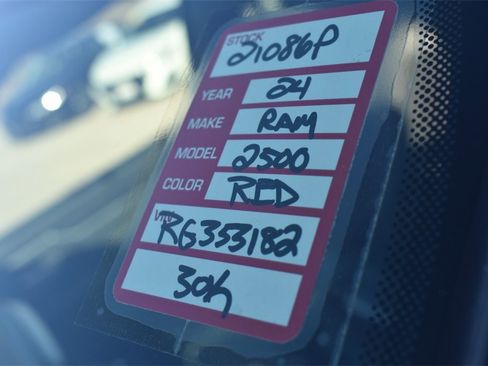 STOCK
21086P
YEAR 24
MAKE RAM
MODEL 2500
COLOR RED
VIN
RG353182
30K